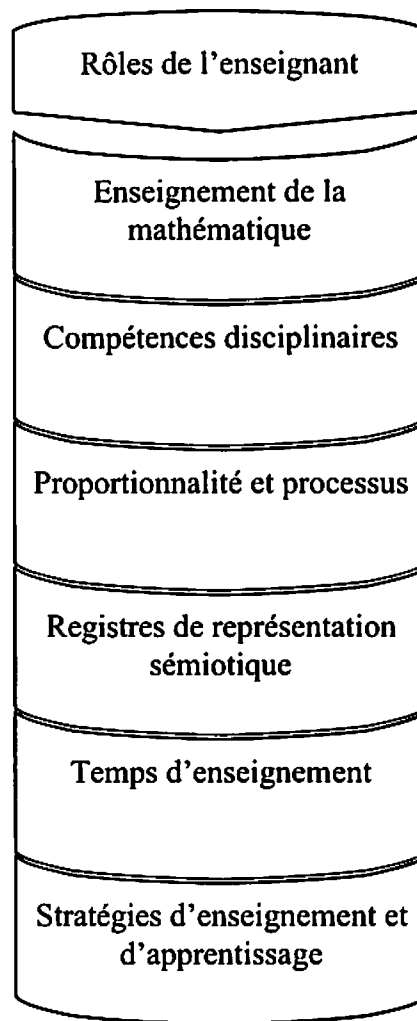 Rôles de l'enseignant
Enseignement de la
mathématique
Compétences disciplinaires
Proportionnalité et processus
Registres de représentation
sémiotique
Temps d'enseignement
Stratégies d'enseignement et
d'apprentissage